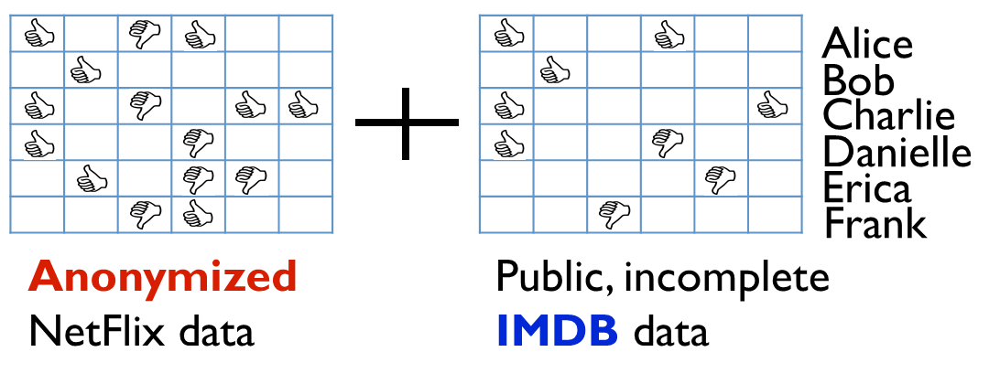 Alice
Bob
Charlie
Danielle
Erica
Frank
Anonymized
NetFlix data
Public, incomplete
IMDB data